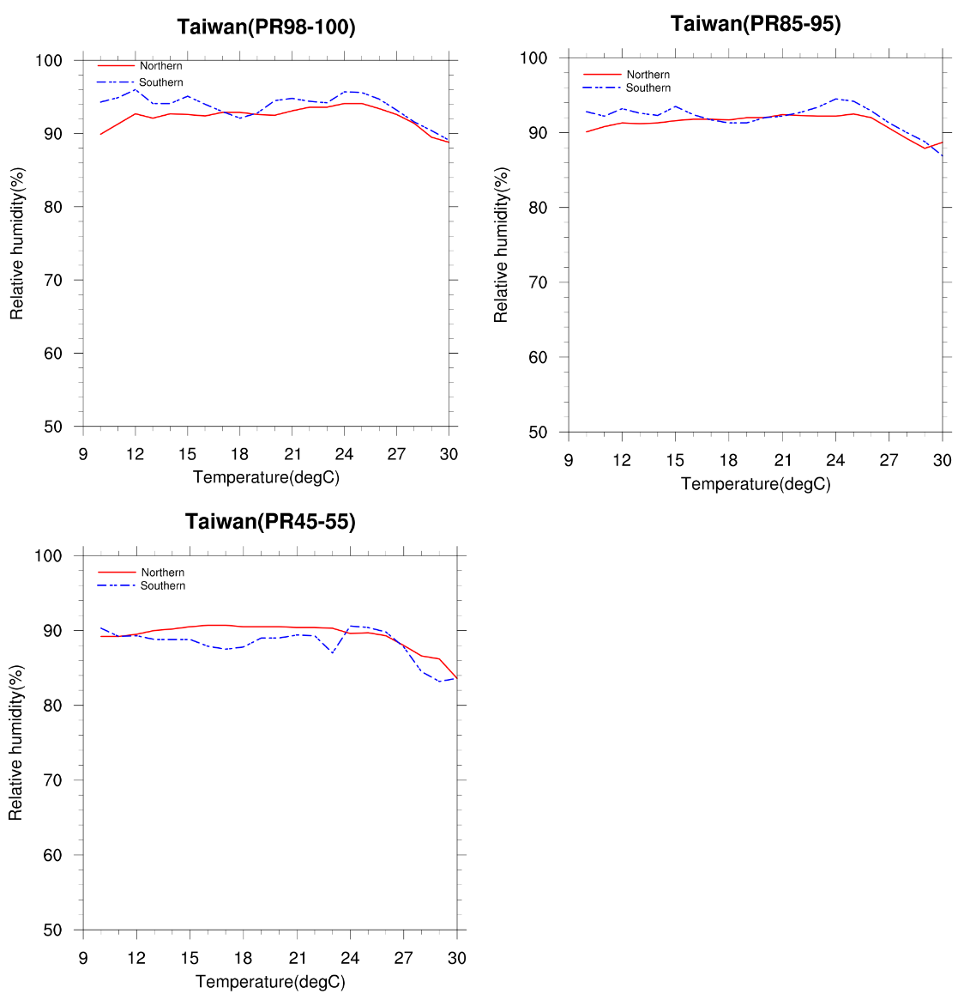 Taiwan(PR98-100)
Northern
Southern
100
90
80
70
60
50
Relative humidity(%)
9 12 15 18 21 24 27 30
Temperature(degC)
Taiwan(PR85-95)
Northern
Southern
100
90
80
70
60
50
Relative humidity(%)
9 12 15 18 21 24 27 30
Temperature(degC)
Taiwan(PR45-55)
Northern
Southern
100
90
80
70
60
50
Relative humidity(%)
9 12 15 18 21 24 27 30
Temperature(degC)